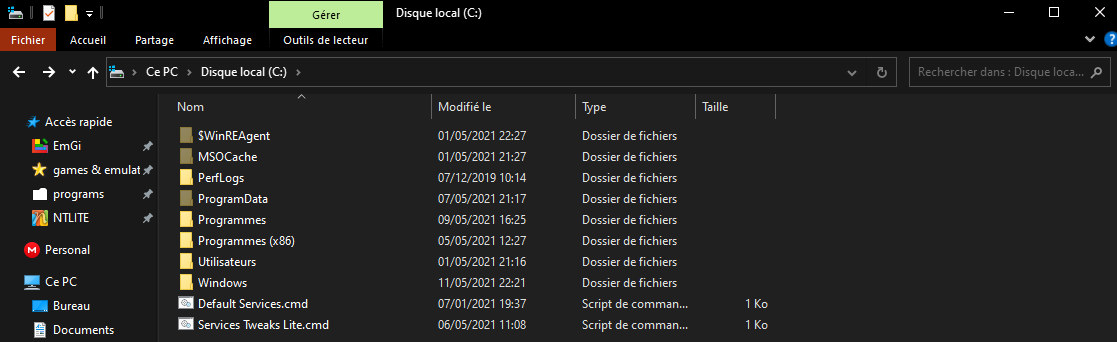 Gérer Disque local (C:)
Fichier Accueil Partage Affichage Outils de lecteur
Ce PC Disque local (C:) Rechercher dans : Disque loca...
Nom Modifié le Type Taille
Accès rapide
EmGi
games & emulat
programs
NTLITE
Personal
Ce PC
Bureau
Documents
$WinREAgent 01/05/2021 22:27 Dossier de fichiers
MSOCache 01/05/2021 21:27 Dossier de fichiers
PerfLogs 07/12/2019 10:14 Dossier de fichiers
ProgramData 07/05/2021 21:17 Dossier de fichiers
Programmes 09/05/2021 16:25 Dossier de fichiers
Programmes (x86) 05/05/2021 12:27 Dossier de fichiers
Utilisateurs 01/05/2021 21:16 Dossier de fichiers
Windows 11/05/2021 22:21 Dossier de fichiers
Default Services.cmd 07/01/2021 19:37 Script de comman... 1 Ko
Services Tweaks Lite.cmd 06/05/2021 11:08 Script de comman... 1 Ko